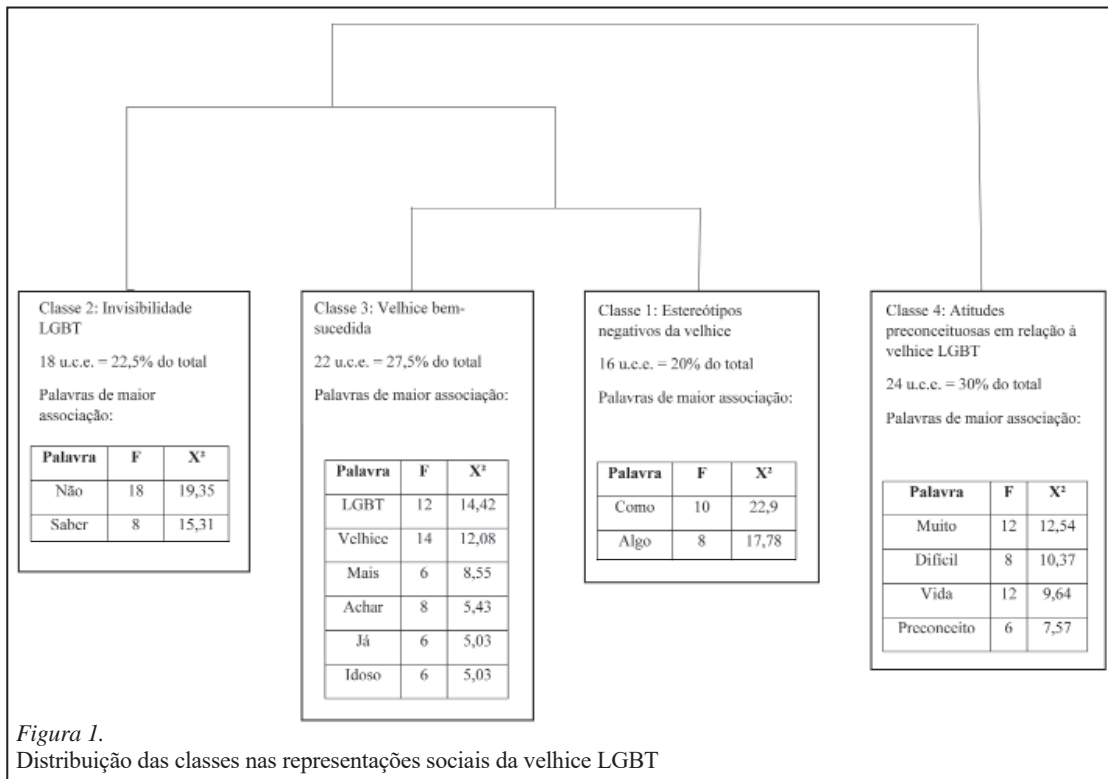 Classe 2: Invisibilidade
LGBT
18 u.c.e. = 22,5% do total
Palavras de maior
associação:
Palavra F X²
Não 18 19,35
Saber 8 15,31
Classe 3: Velhice bem-
sucedida
22 u.c.e. = 27,5% do total
Palavras de maior associação:
Palavra F X²
LGBT 12 14,42
Velhice 14 12,08
Mais 6 8,55
Achar 8 5,43
Já 6 5,03
Idoso 6 5,03
Classe 1: Estereótipos
negativos da velhice
16 u.c.e. = 20% do total
Palavras de maior associação:
Palavra F X²
Como 10 22,9
Algo 8 17,78
Classe 4: Atitudes
preconceituosas em relação à
velhice LGBT
24 u.c.e. = 30% do total
Palavras de maior associação:
Palavra F X²
Muito 12 12,54
Difícil 8 10,37
Vida 12 9,64
Preconceito 6 7,57
Figura 1.
Distribuição das classes nas representações sociais da velhice LGBT